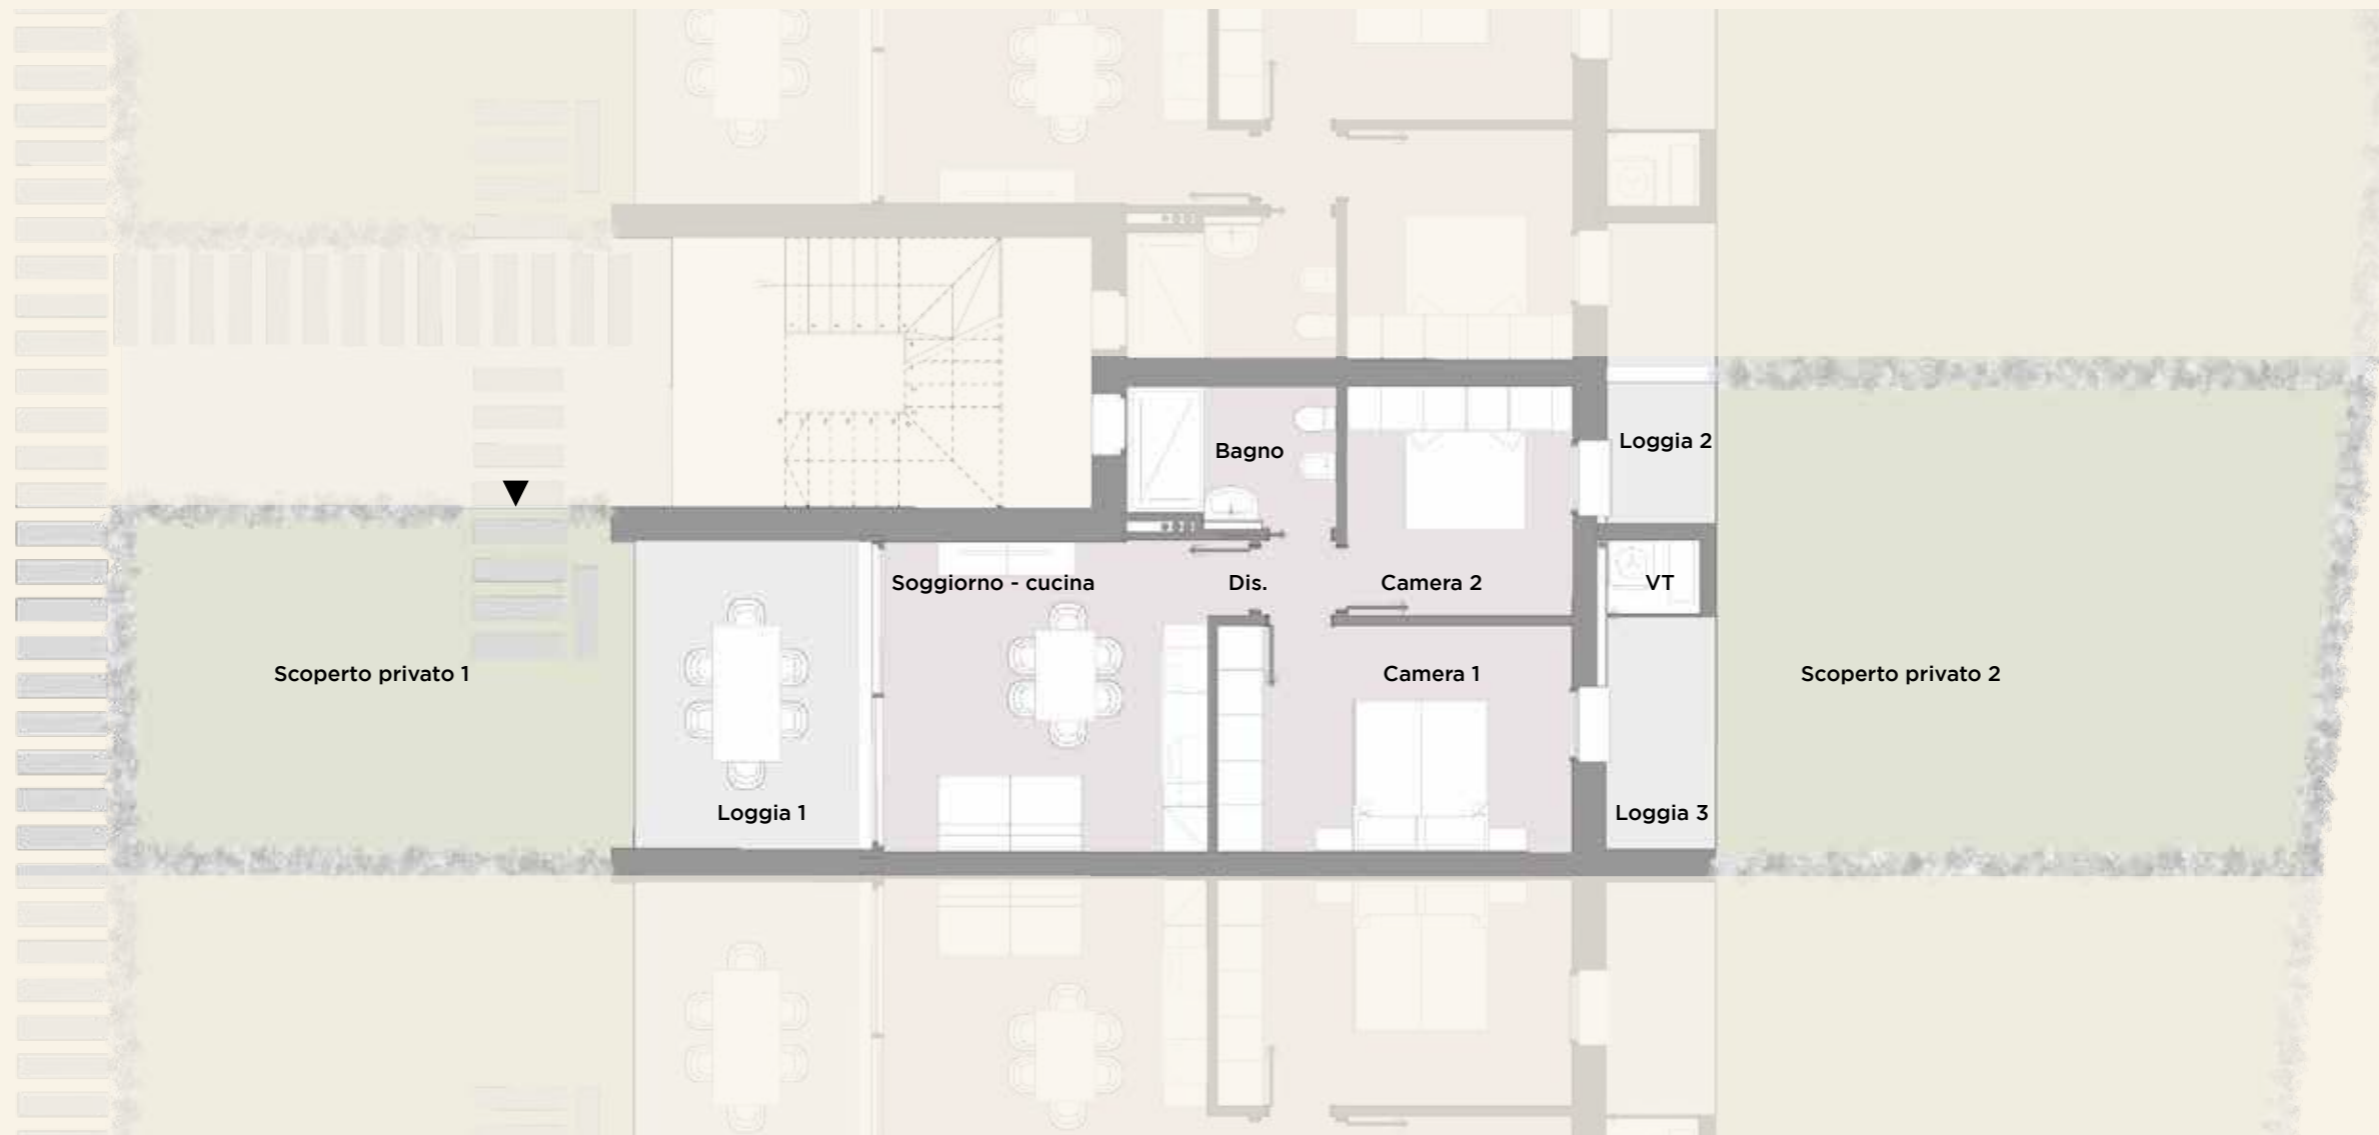 Loggia 2
Bagno
Soggiorno - cucina
Dis.
Camera 2
VT
Scoperto privato 1
Camera 1
Scoperto privato 2
Loggia 1
Loggia 3